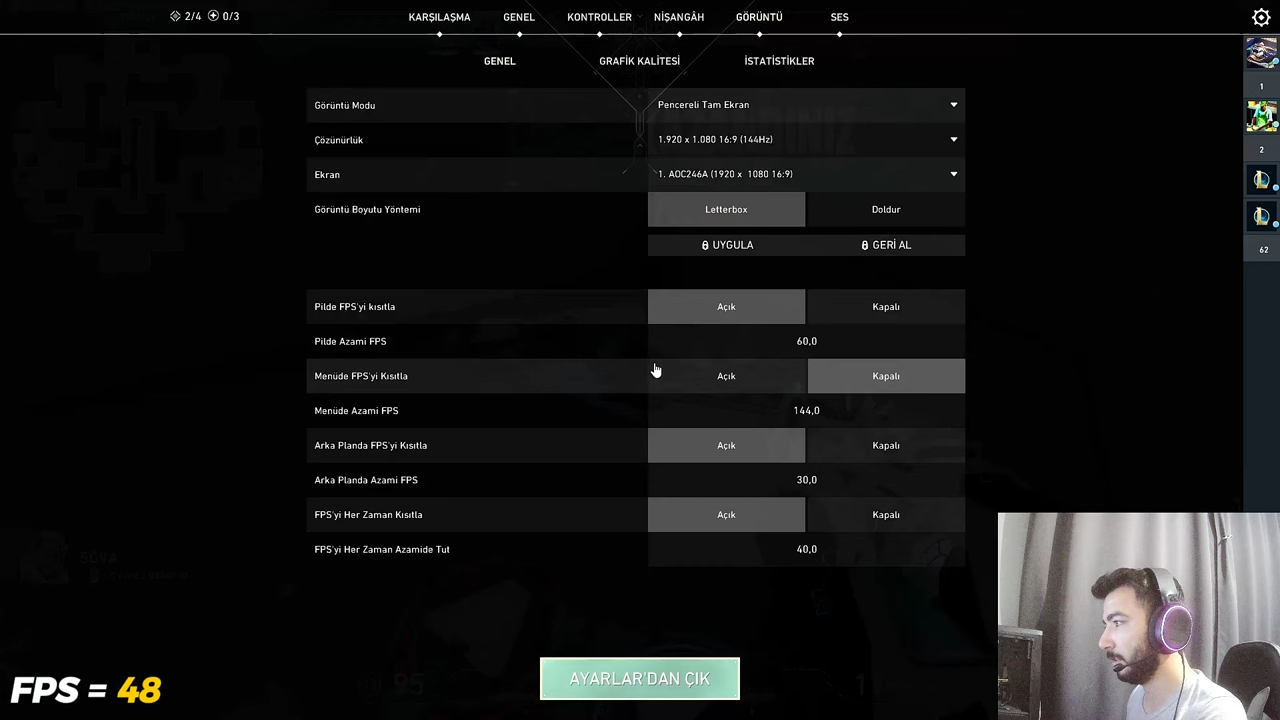 2/4 0/3
KARŞILAŞMA GENEL KONTROLLER NİŞANGÂH GÖRÜNTÜ SES
GENEL GRAFİK KALİTESİ İSTATİSTİKLER
Görüntü Modu Pencereli Tam Ekran
Çözünürlük 1.920 x 1.080 16:9 (144Hz)
Ekran 1. AOC246A (1920 x 1080 16:9)
Görüntü Boyutu Yöntemi Letterbox Doldur
UYGULA GERİ AL
Pilde FPS'yi kısıtla Açık Kapalı
Pilde Azami FPS 60,0
Menüde FPS'yi Kısıtla Açık Kapalı
Menüde Azami FPS 144,0
Arka Planda FPS'yi Kısıtla Açık Kapalı
Arka Planda Azami FPS 30,0
FPS'yi Her Zaman Kısıtla Açık Kapalı
FPS'yi Her Zaman Azamide Tut 40,0
AYARLAR'DAN ÇIK
1
2
62
SOVA
95
1
FPS = 48